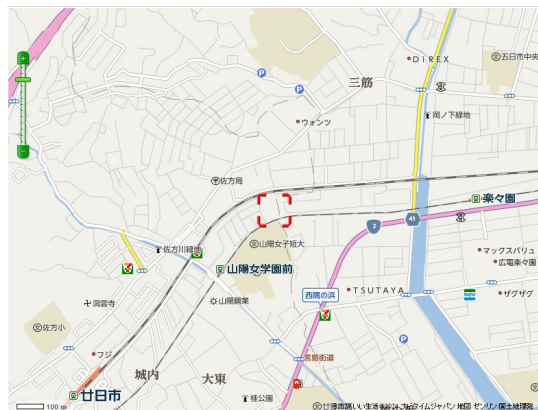 DiREX
五日市中央
三筋
岡ノ下緑地
ウォンツ
佐方局
楽々園
2
41
山陽女子短大
佐方川緑地
山陽女学園前
マックスバリュ
広電楽々園
西隅の浜
TSUTAYA
ザグザグ
洞雲寺
山陽鋼業
佐方小
フジ
宮島街道
城内
大東
廿日市
桂公園
100 m